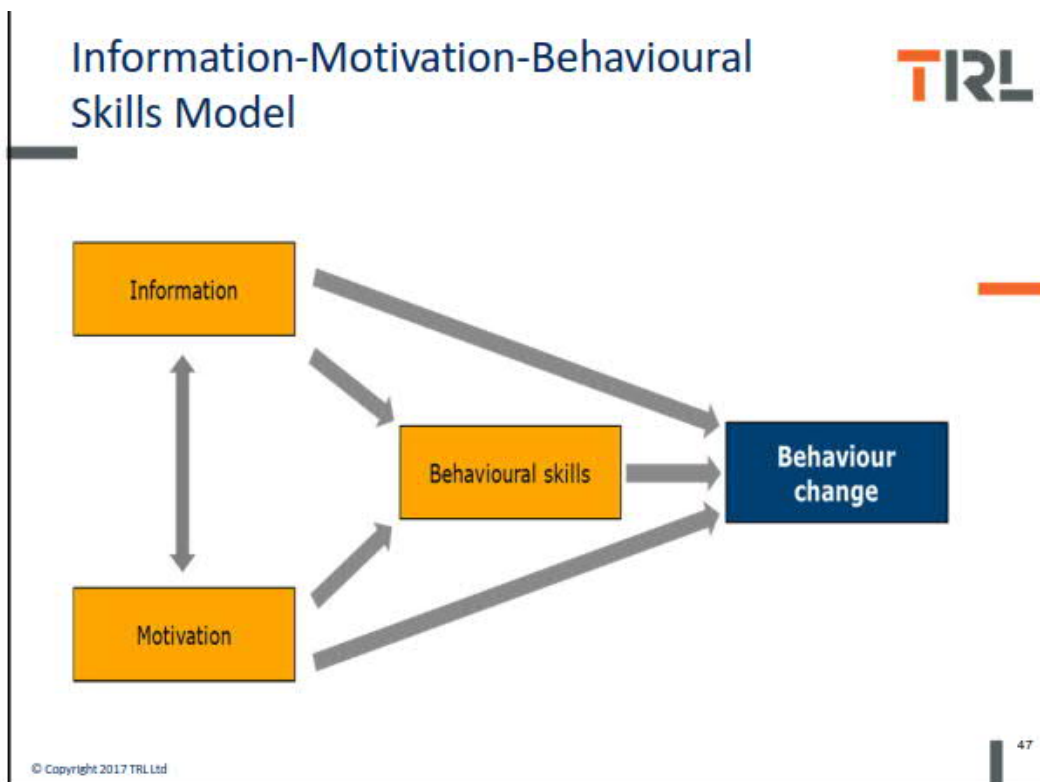 Information-Motivation-Behavioural
Skills Model
TRL
Information
Behavioural skills
Behaviour
change
Motivation
47
© Copyright 2017 TRL Ltd